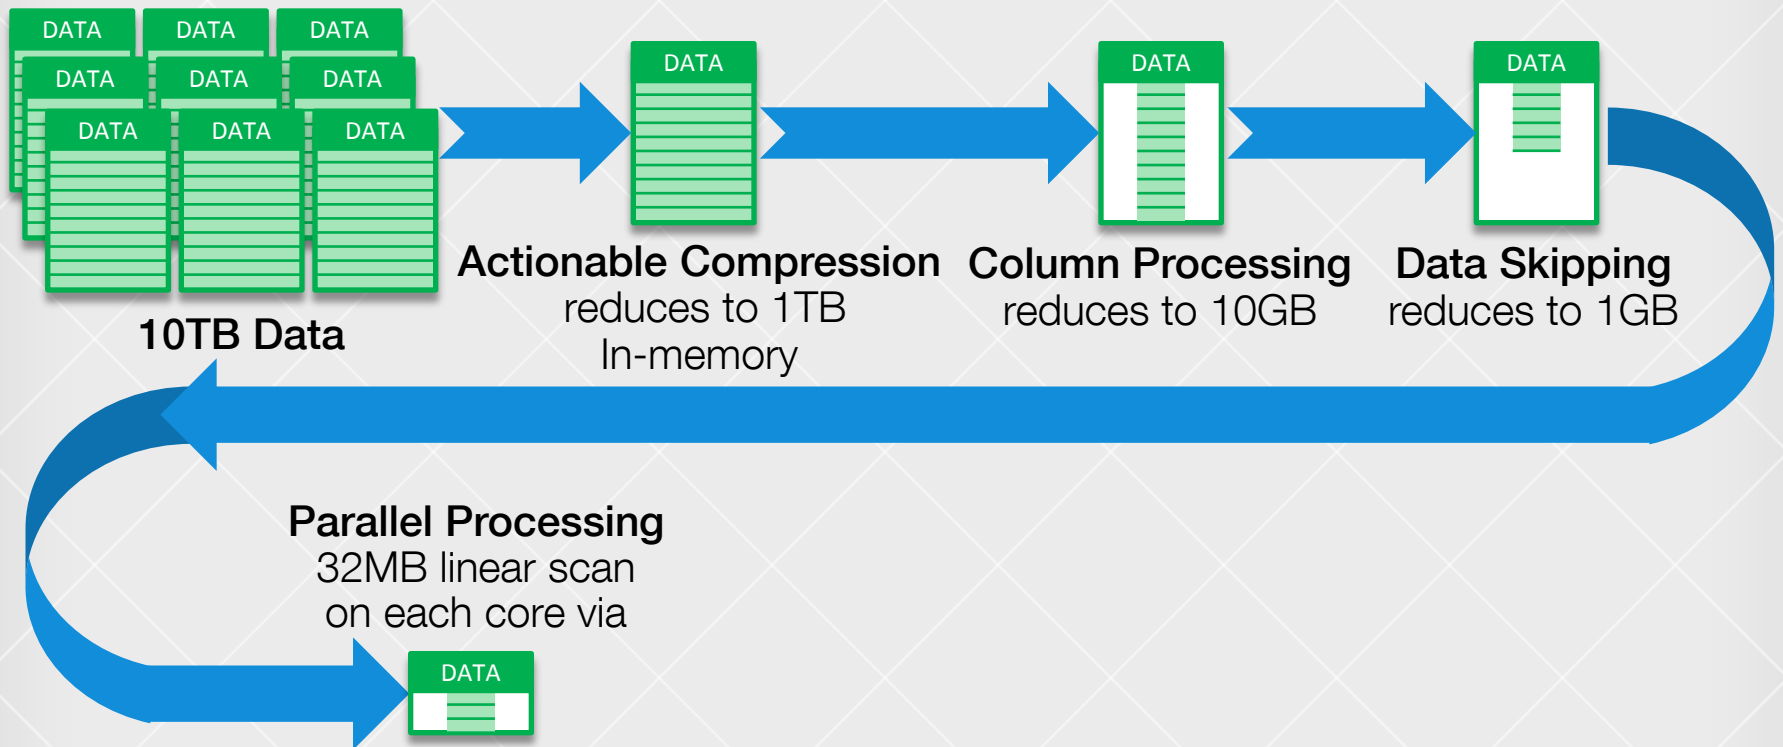 DATA DATA DATA
DATA DATA DATA
DATA DATA DATA
10TB Data
DATA
Actionable Compression
reduces to 1TB
In-memory
DATA
Column Processing
reduces to 10GB
DATA
Data Skipping
reduces to 1GB
Parallel Processing
32MB linear scan
on each core via
DATA